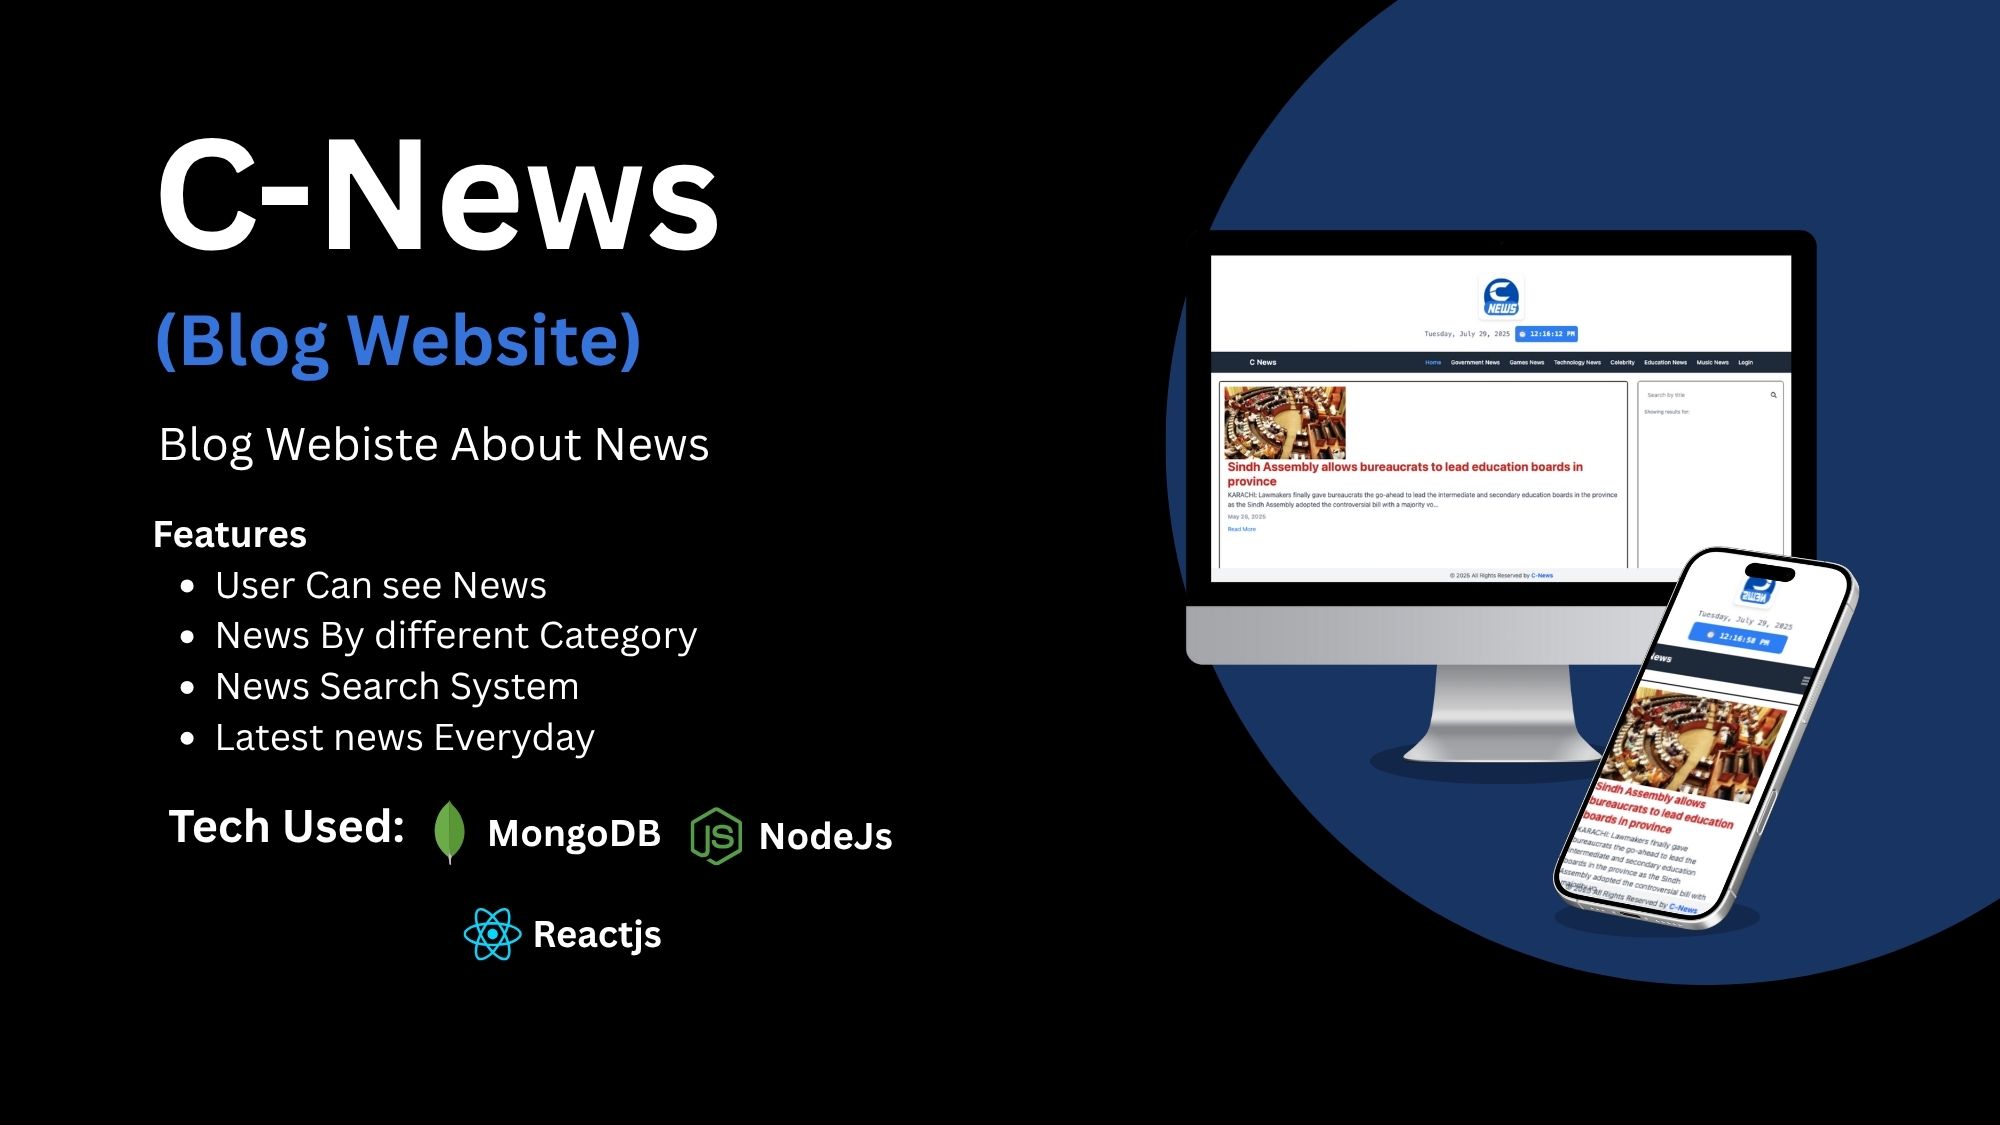 C-News
(Blog Website)
Blog Webiste About News
Features
User Can see News
News By different Category
News Search System
Latest news Everyday
Tech Used:
MongoDB
JS
NodeJs
Reactjs
C
NEWS
Tuesday, July 29, 2025
12:16:12 PM
C News
Home Government News Games News Technology News Celebrity Education News Music News Login
Sindh Assembly allows bureaucrats to lead education boards in
province
KARACHI: Lawmakers finally gave bureaucrats the go-ahead to lead the intermediate and secondary education boards in the province
as the Sindh Assembly adopted the controversial bill with a majority vo...
May 26, 2025
Read More
Search by title
Showing results for:
© 2025 All Rights Reserved by C-News
NEWS
Tuesday, July 29, 2025
12:16:58 PM
News
Sindh Assembly allows
bureaucrats to lead education
boards in province
KARACHI: Lawmakers finally gave
bureaucrats the go-ahead to lead the
intermediate and secondary education
boards in the province as the Sindh
Assembly adopted the controversial bill with
© 2025 All Rights Reserved by C-News